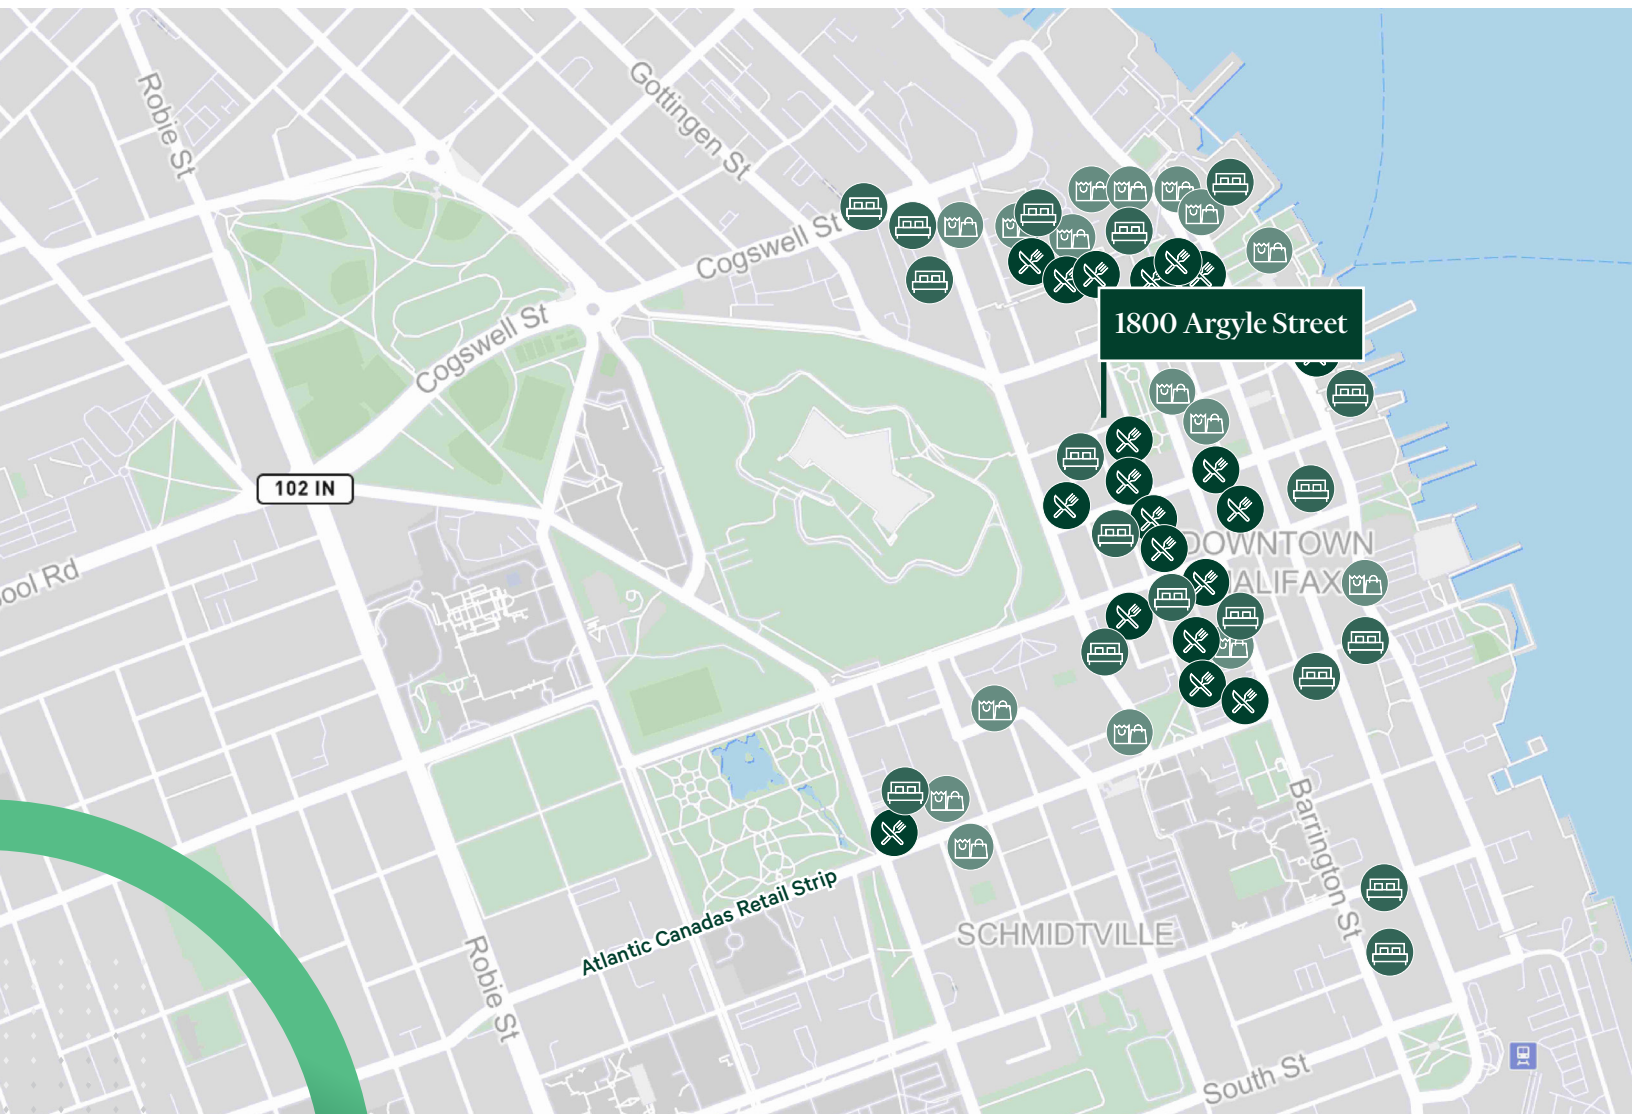 Robie St
Gottingen St
Cogswell St
Cogswell St
1800 Argyle Street
102 IN
DOWNTOWN
HALIFAX
ool Rd
Barrington St
Atlantic Canadas Retail Strip
SCHMIDTVILLE
Robie St
South St